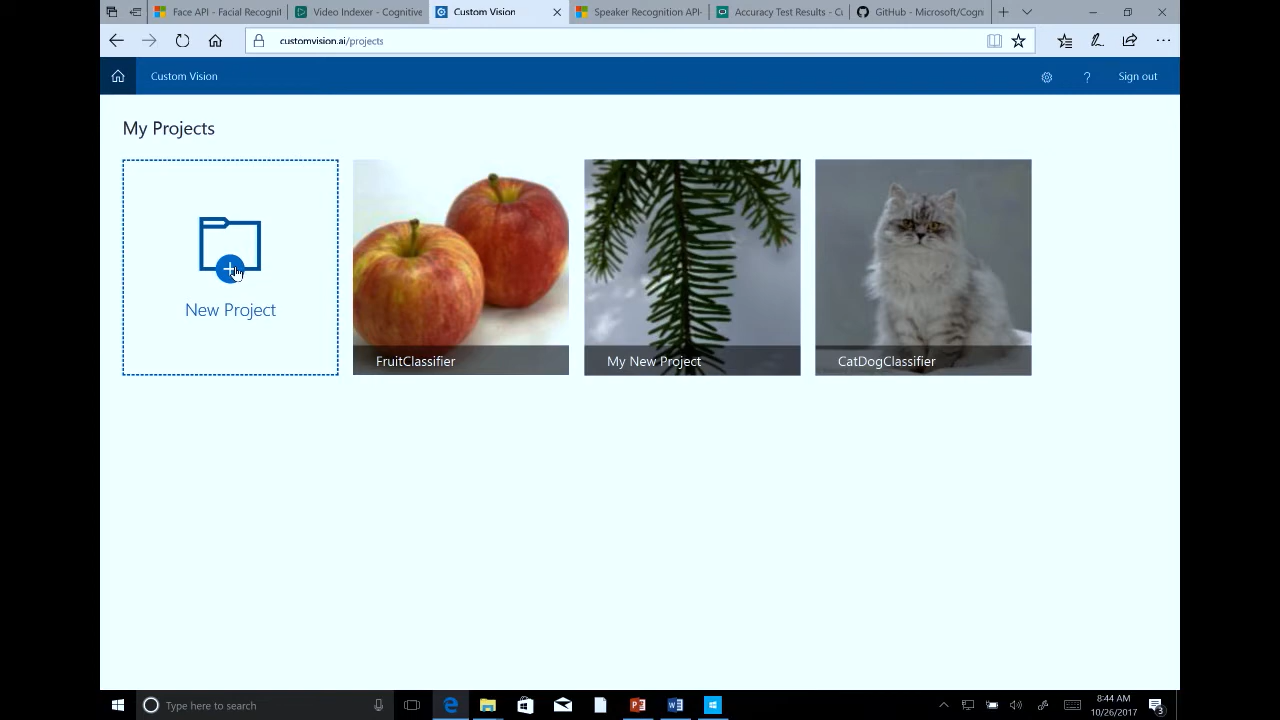 Face API - Facial Recognit
Video Indexer - Cognitive
Custom Vision
Speaker Recognition API-
Accuracy Test Results - Cu
GitHub - Microsoft/Cogn
customvision.ai/projects
Custom Vision
? Sign out
My Projects
New Project
FruitClassifier
My New Project
CatDogClassifier
Type here to search
8:44 AM
10/26/2017
3